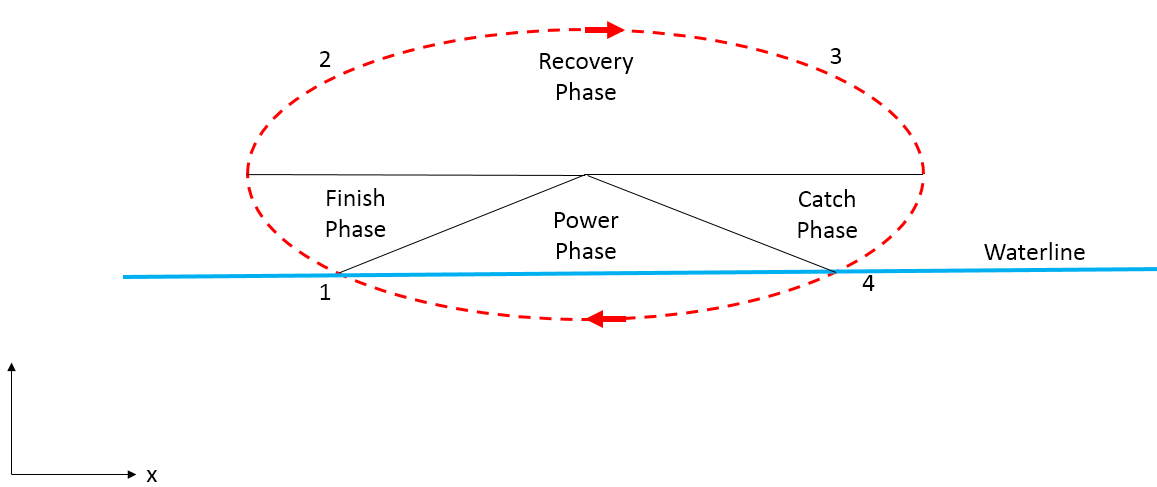 2
3
Recovery
Phase
Finish
Phase
Power
Phase
Catch
Phase
Waterline
1
4
x